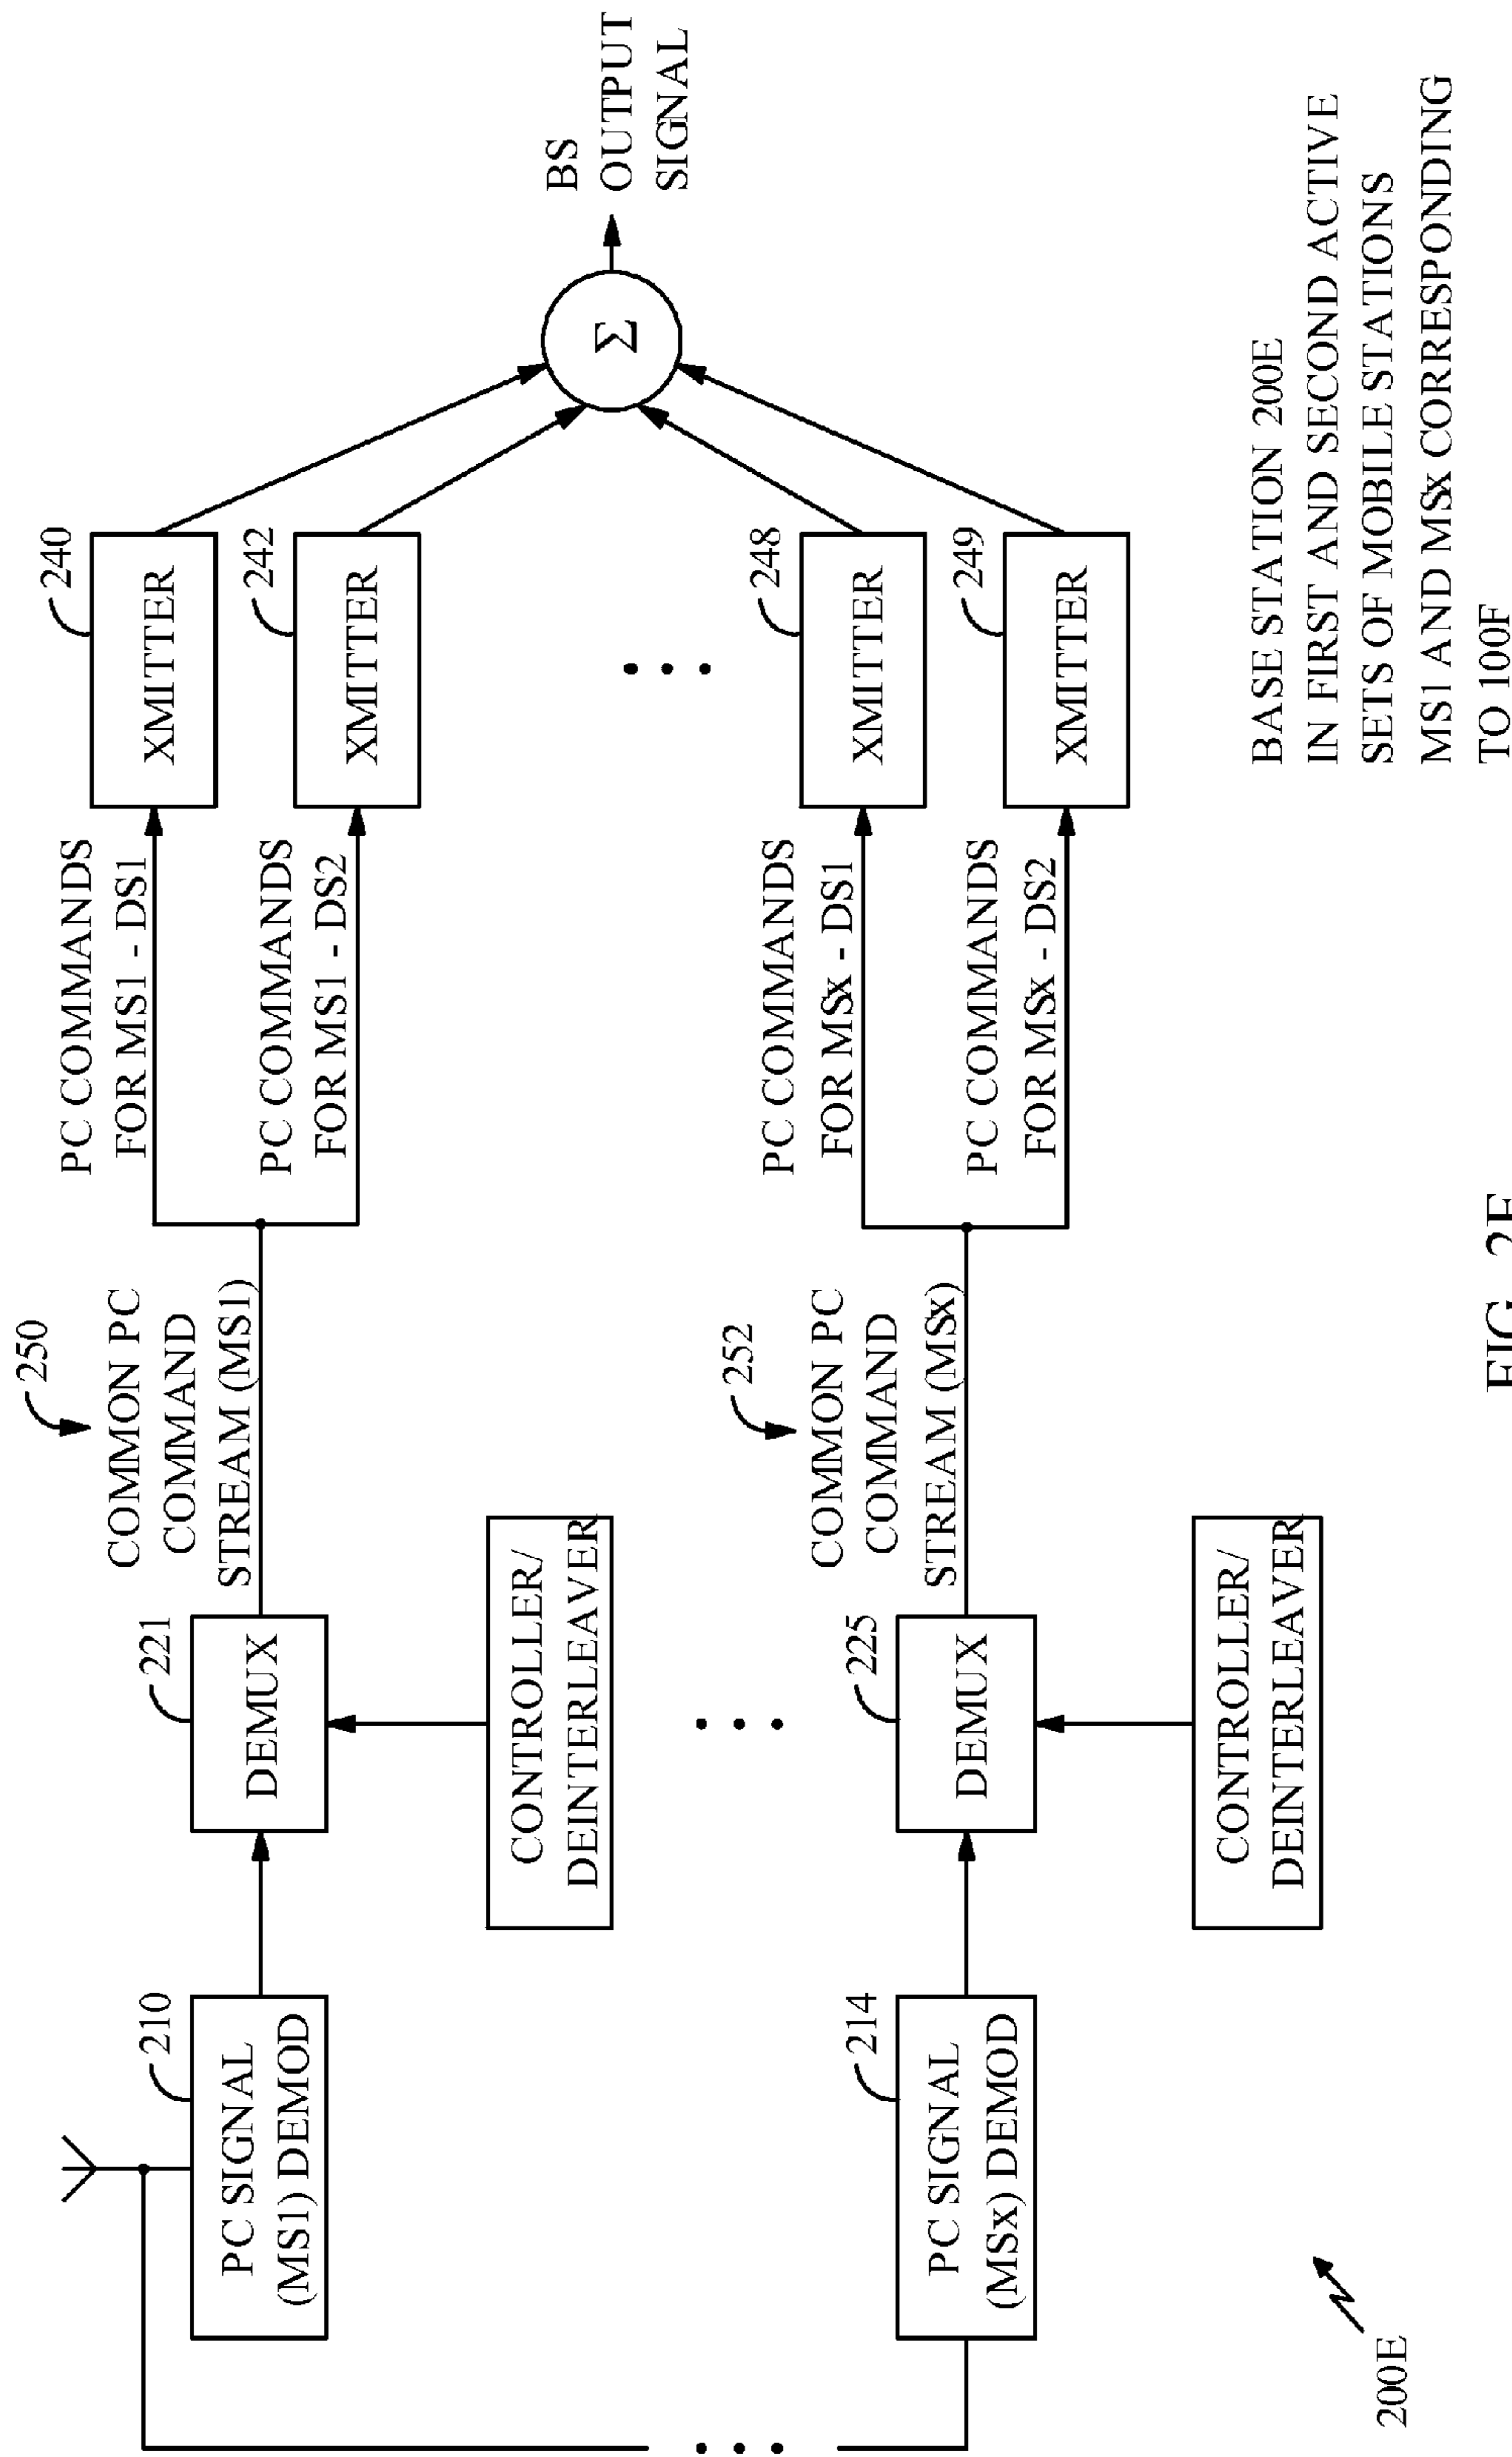 250
COMMON PC
COMMAND
STREAM (MS1)
210
PC SIGNAL
(MS1) DEMOD
221
DEMUX
CONTROLLER/
DEINTERLEAVER
PC COMMANDS
FOR MS1 - DS1
240
XMITTER
PC COMMANDS
FOR MS1 - DS2
242
XMITTER
Σ
BS
OUTPUT
SIGNAL
252
COMMON PC
COMMAND
STREAM (MSx)
214
PC SIGNAL
(MSx) DEMOD
225
DEMUX
CONTROLLER/
DEINTERLEAVER
PC COMMANDS
FOR MSx - DS1
248
XMITTER
PC COMMANDS
FOR MSx - DS2
249
XMITTER
200E
BASE STATION 200E
IN FIRST AND SECOND ACTIVE
SETS OF MOBILE STATIONS
MS1 AND MSx CORRESPONDING
TO 100F
FIG.